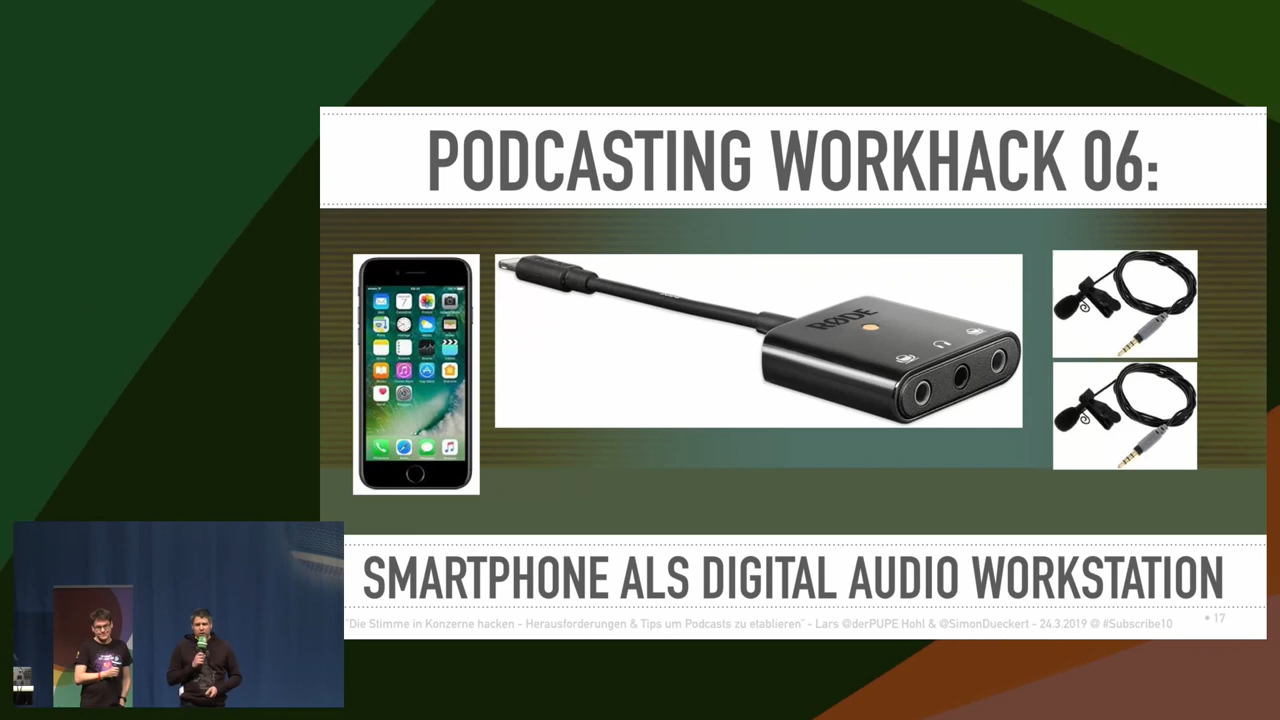 PODCASTING WORKHACK 06:
RØDE
SMARTPHONE ALS DIGITAL AUDIO WORKSTATION
"Die Stimme in Konzerne hacken - Herausforderungen & Tips um Podcasts zu etablieren" - Lars @derPUPE Hohl & @SimonDueckert - 24.3.2019 @ #Subscribe10
• 17